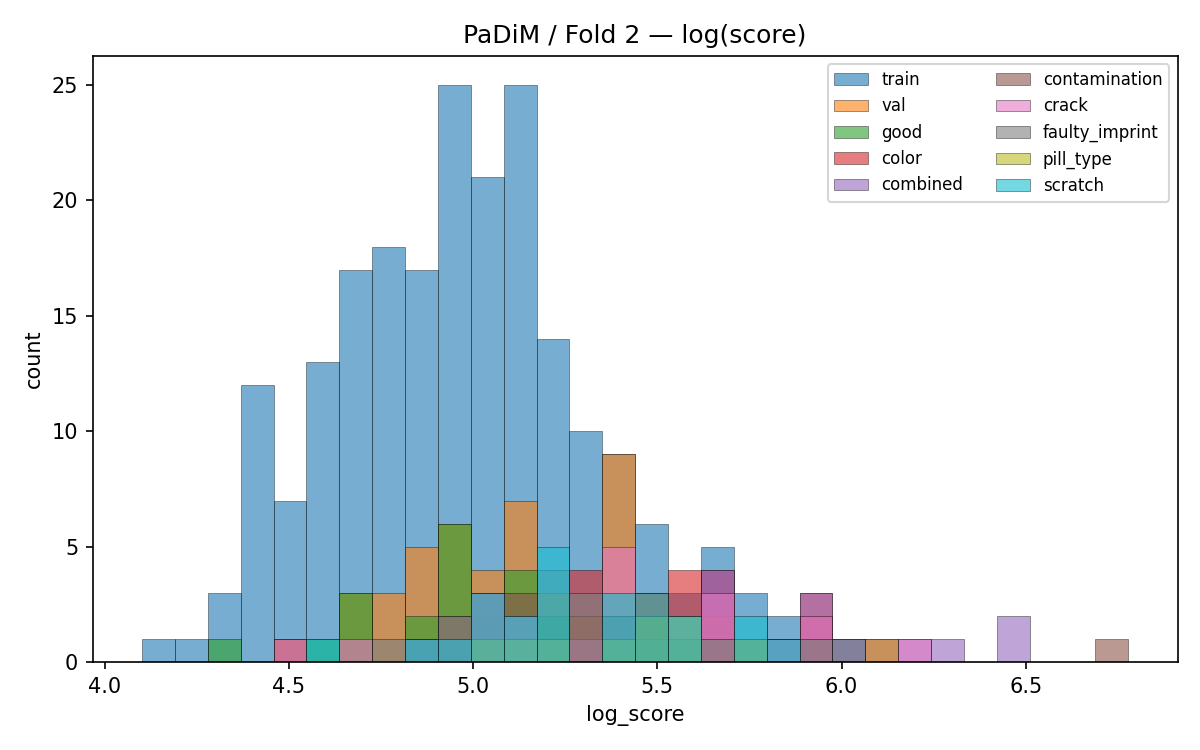 PaDiM / Fold 2 — log(score)
train
val
good
color
combined
contamination
crack
faulty_imprint
pill_type
scratch
count
25
20
15
10
5
0
4.0 4.5 5.0 5.5 6.0 6.5
log_score